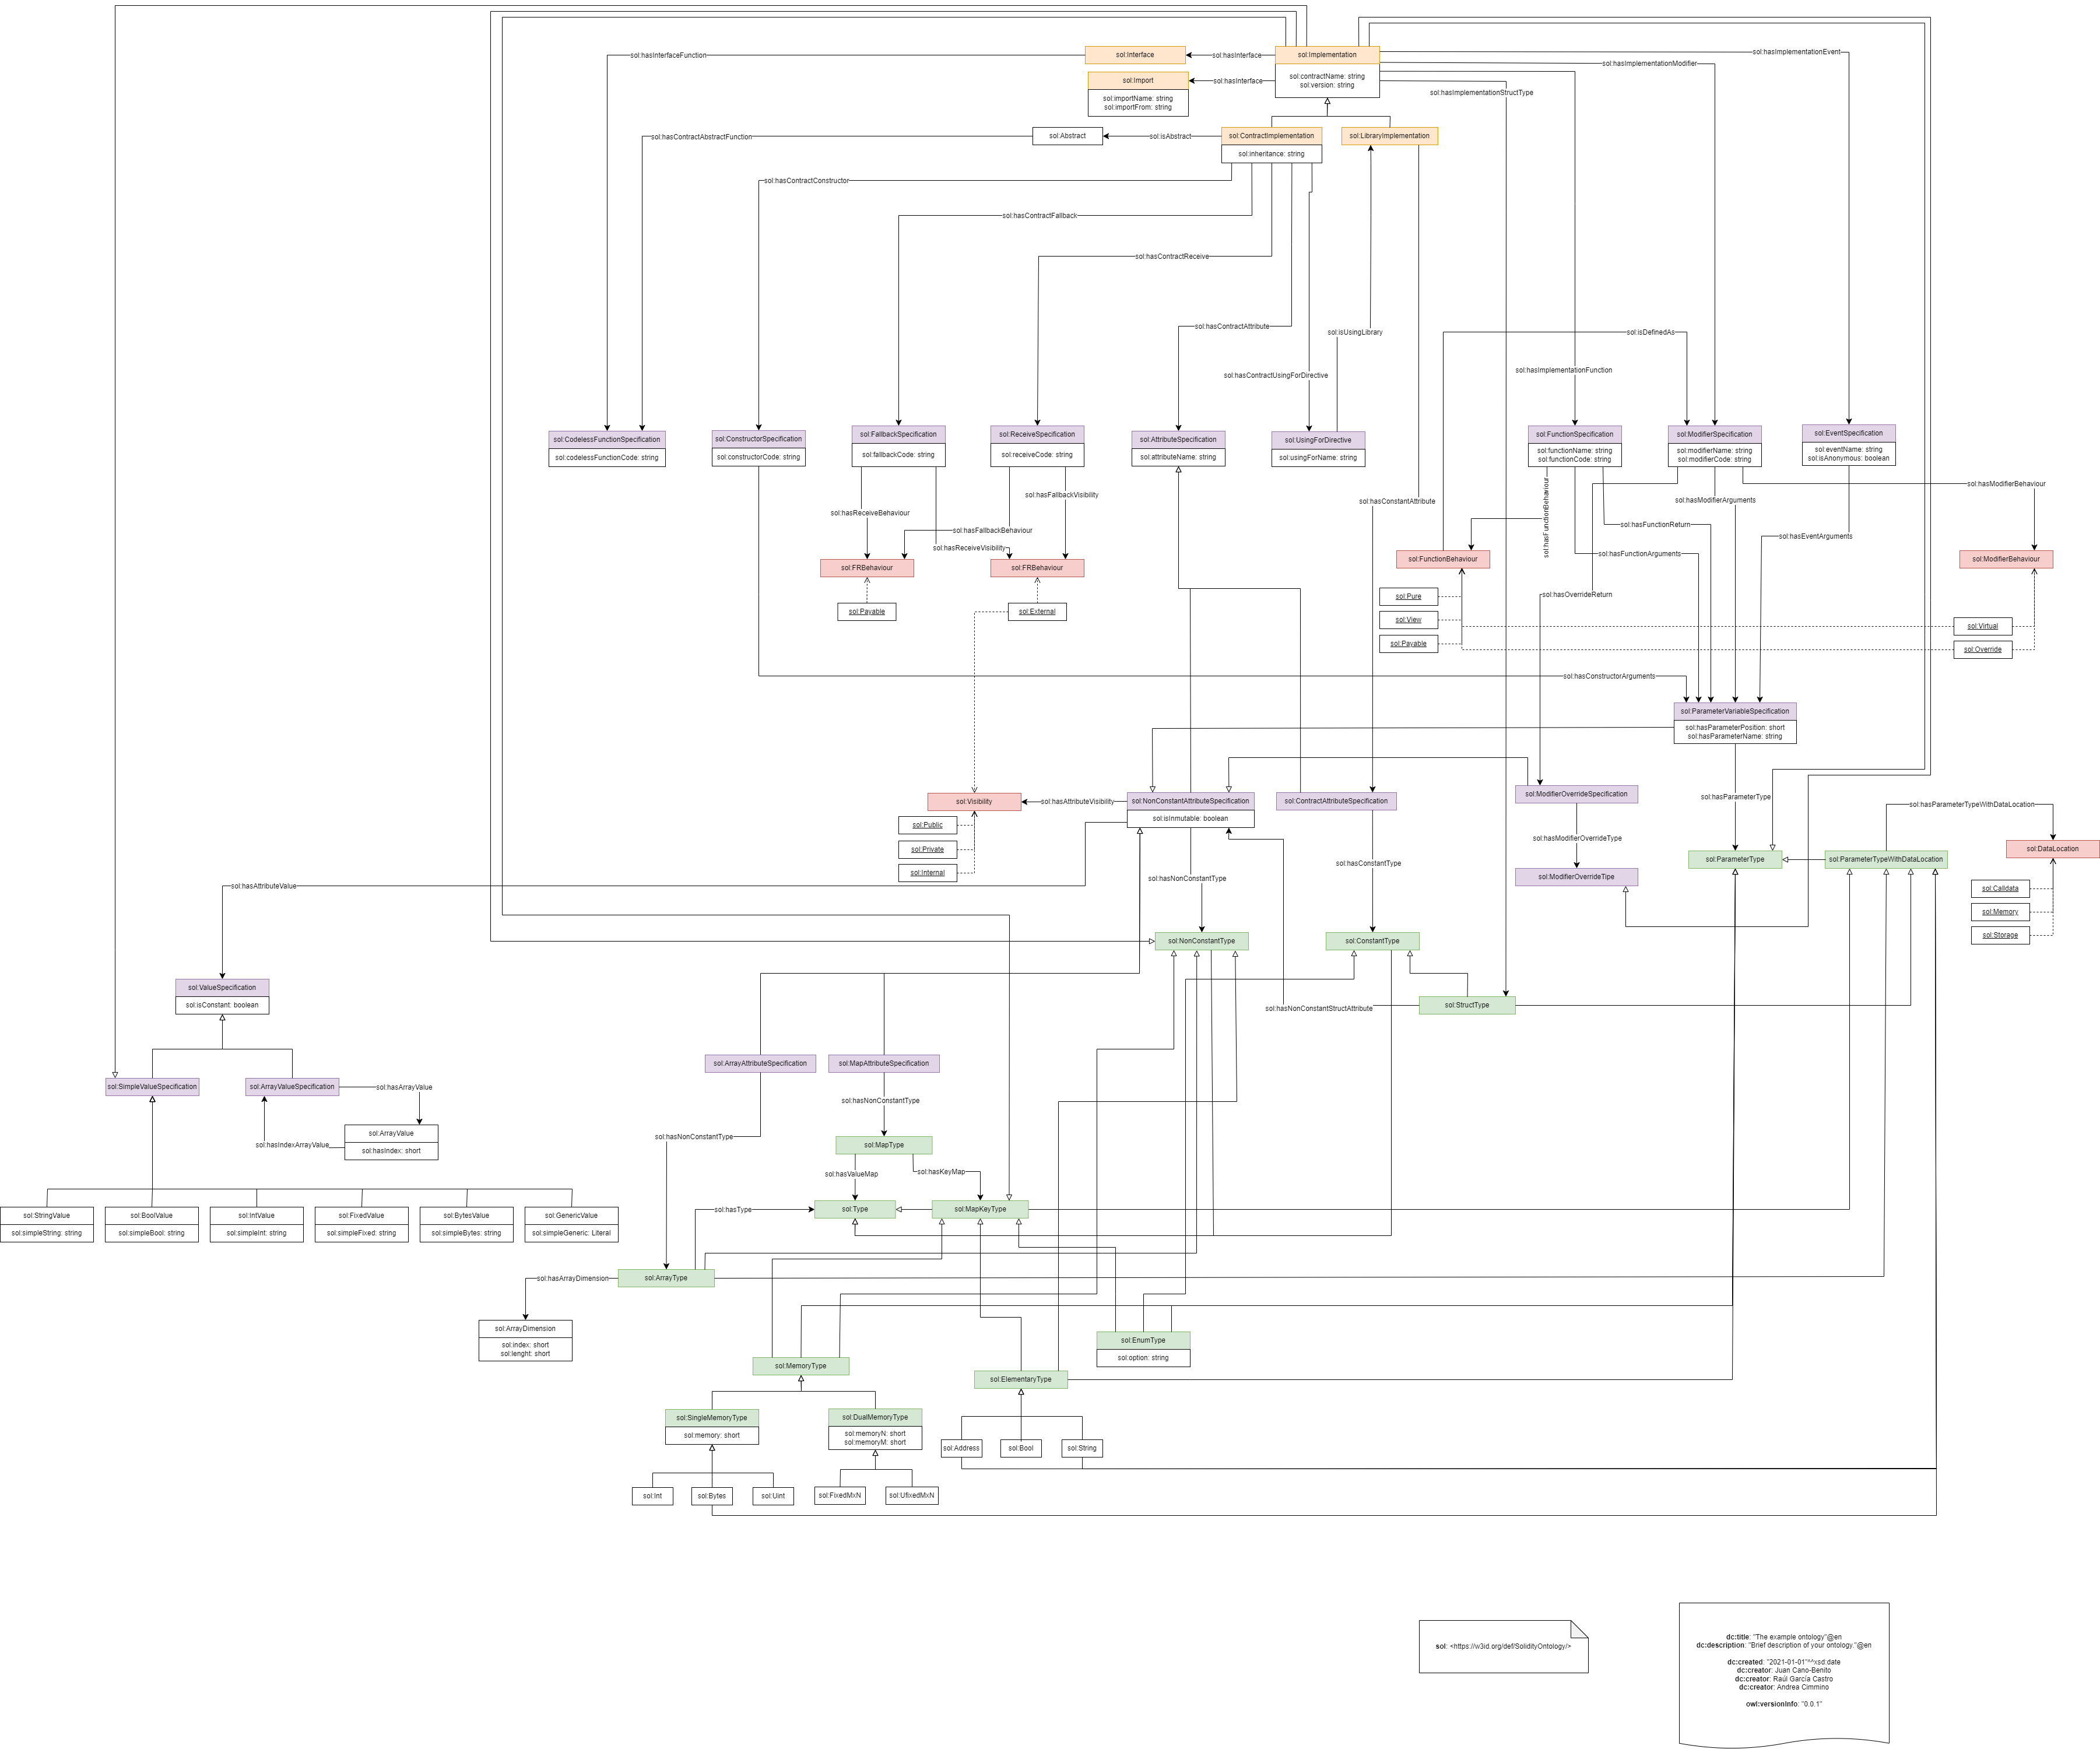 sol:hasImplementationEvent
sol:hasInterfaceFunction
sol:Interface
sol:hasInterface
sol:Implementation
sol:hasImplementationModifier
sol:contractName: string
sol:version: string
sol:Import
sol:hasInterface
sol:importName: string
sol:importFrom: string
sol:hasImplementationStructType
sol:hasContractAbstractFunction
sol:Abstract
sol:isAbstract
sol:ContractImplementation
sol:inheritance: string
sol:LibraryImplementation
sol:hasContractConstructor
sol:hasContractFallback
sol:hasContractReceive
sol:hasContractAttribute
sol:isUsingLibrary
sol:isDefinedAs
sol:hasContractUsingForDirective
sol:hasImplementationFunction
sol:CodelessFunctionSpecification
sol:codelessFunctionCode: string
sol:ConstructorSpecification
sol:constructorCode: string
sol:FallbackSpecification
sol:fallbackCode: string
sol:ReceiveSpecification
sol:receiveCode: string
sol:AttributeSpecification
sol:attributeName: string
sol:UsingForDirective
sol:usingForName: string
sol:FunctionSpecification
sol:functionName: string
sol:functionCode: string
sol:ModifierSpecification
sol:modifierName: string
sol:modifierCode: string
sol:EventSpecification
sol:eventName: string
sol:isAnonymous: boolean
sol:hasFallbackVisibility
sol:hasConstantAttribute
sol:hasModifierArguments
sol:hasModifierBehaviour
sol:hasReceiveBehaviour
sol:hasFallbackBehaviour
sol:hasReceiveVisibility
sol:hasFunctionBehaviour
sol:hasFunctionReturn
sol:hasEventArguments
sol:hasFunctionArguments
sol:FRBehaviour
sol:FRBehaviour
sol:FunctionBehaviour
sol:ModifierBehaviour
sol:Payable
sol:External
sol:Pure
sol:View
sol:Payable
sol:hasOverrideReturn
sol:Virtual
sol:Override
sol:hasConstructorArguments
sol:ParameterVariableSpecification
sol:hasParameterPosition: short
sol:hasParameterName: string
sol:Visibility
sol:hasAttributeVisibility
sol:NonConstantAttributeSpecification
sol:isInmutable: boolean
sol:ContractAttributeSpecification
sol:ModifierOverrideSpecification
sol:hasParameterType
sol:hasParameterTypeWithDataLocation
sol:Public
sol:Private
sol:Internal
sol:hasModifierOverrideType
sol:hasConstantType
sol:ParameterType
sol:ParameterTypeWithDataLocation
sol:DataLocation
sol:hasNonConstantType
sol:ModifierOverrideTipe
sol:hasAttributeValue
sol:Calldata
sol:Memory
sol:Storage
sol:NonConstantType
sol:ConstantType
sol:ValueSpecification
sol:isConstant: boolean
sol:hasNonConstantStructAttribute
sol:StructType
sol:ArrayAttributeSpecification
sol:MapAttributeSpecification
sol:SimpleValueSpecification
sol:ArrayValueSpecification
sol:hasArrayValue
sol:hasNonConstantType
sol:ArrayValue
sol:hasIndex: short
sol:hasIndexArrayValue
sol:hasNonConstantType
sol:MapType
sol:hasValueMap
sol:hasKeyMap
sol:hasType
sol:Type
sol:MapKeyType
sol:StringValue
sol:simpleString: string
sol:BoolValue
sol:simpleBool: string
sol:IntValue
sol:simpleInt: string
sol:FixedValue
sol:simpleFixed: string
sol:BytesValue
sol:simpleBytes: string
sol:GenericValue
sol:simpleGeneric: Literal
sol:hasArrayDimension
sol:ArrayType
sol:ArrayDimension
sol:index: short
sol:lenght: short
sol:EnumType
sol:option: string
sol:MemoryType
sol:ElementaryType
sol:SingleMemoryType
sol:memory: short
sol:DualMemoryType
sol:memoryN: short
sol:memoryM: short
sol:Address
sol:Bool
sol:String
sol:Int
sol:Bytes
sol:Uint
sol:FixedMxN
sol:UfixedMxN
sol: <https://w3id.org/def/SolidityOntology/>
dc:title: "The example ontology"@en
dc:description: "Brief description of your ontology."@en
dc:created: "2021-01-01"^^xsd:date
dc:creator: Juan Cano-Benito
dc:creator: Raúl García Castro
dc:creator: Andrea Cimmino
owl:versionInfo: "0.0.1"